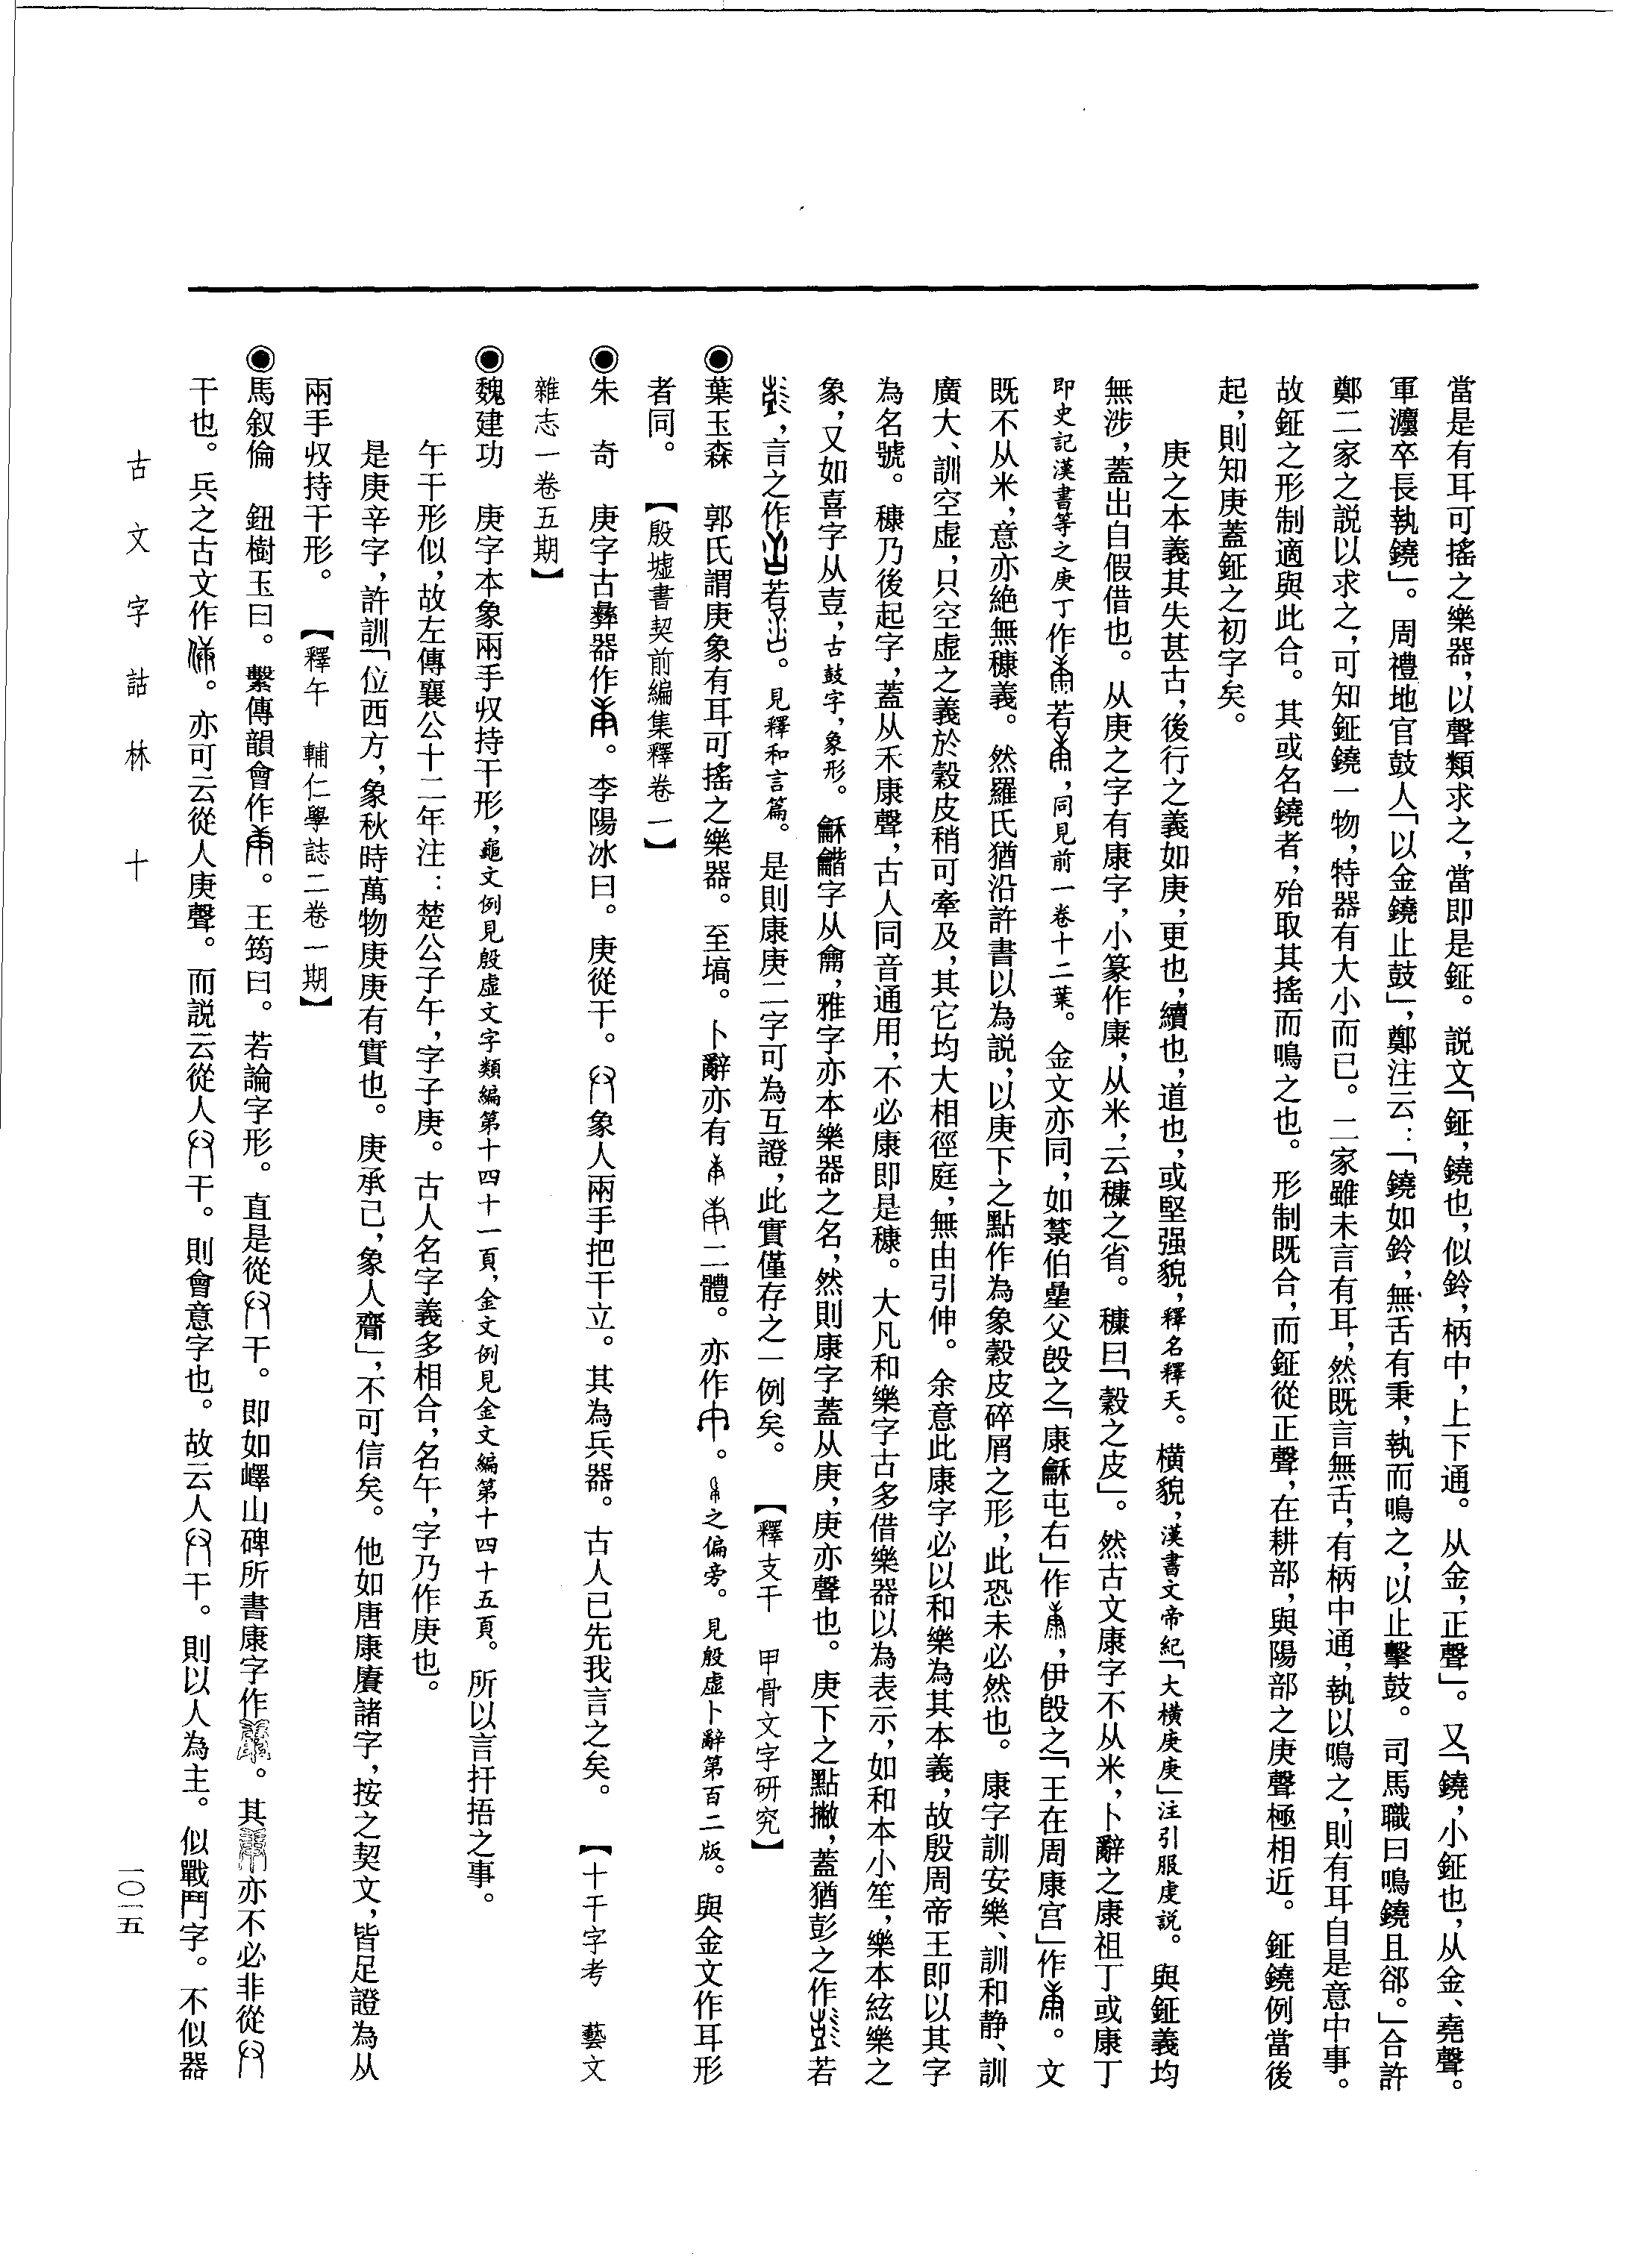 當是有耳可搖之樂器，以聲類求之，當即是鉦。説文「鉦，鐃也，似鈴，柄中，上下通。从金，正聲」。又「鐃，小鉦也，从金、堯聲。
軍灋卒長執鐃」。周禮地官鼓人「以金鐃止鼓」，鄭注云：「鐃如鈴，無舌有秉，執而鳴之，以止擊鼓。司馬職曰鳴鐃且郤。」合許
鄭二家之説以求之，可知鉦鐃一物，特器有大小而已。二家雖未言有耳，然既言無舌，有柄中通，執以鳴之，則有耳自是意中事。
故鉦之形制適與此合。其或名鐃者，殆取其搖而鳴之也。形制既合，而鉦從正聲，在耕部，與陽部之庚聲極相近。鉦鐃例當後
起，則知庚蓋鉦之初字矣。
庚之本義其失甚古，後行之義如庚，更也，續也，道也，或堅强貌，釋名釋天。橫貌，漢書文帝紀「大橫庚庚」注引服虔説。與鉦義均
無涉，蓋出自假借也。从庚之字有康字，小篆作穅，从米，云穅之省。穅曰「穀之皮」。然古文康字不从米，卜辭之康祖丁或康丁
即史記漢書等之庚丁作若，同見前一卷十二葉。金文亦同，如伯父𣪘之「康龢屯右」作，伊𣪘之「王在周康宫」作。文
既不从米，意亦絕無穅義。然羅氏猶沿許書以為説，以庚下之點作為象穀皮碎屑之形，此恐未必然也。康字訓安樂、訓和静、訓
廣大、訓空虚，只空虚之義於穀皮稍可牽及，其它均大相徑庭，無由引伸。余意此康字必以和樂為其本義，故殷周帝王即以其字
為名號。穅乃後起字，蓋从禾康聲，古人同音通用，不必康即是穅。大凡和樂字古多借樂器以為表示，如和本小笙，樂本絃樂之
象，又如喜字从壴，古鼓字，象形。龢龤字从龠，雅字亦本樂器之名，然則康字蓋从庚，庚亦聲也。庚下之點撇，蓋猶彭之作若
，言之作若。見釋和言篇。是則康庚二字可為互證，此實僅存之一例矣。　【釋支干　甲骨文字研究】
◉葉玉森　郭氏謂庚象有耳可搖之樂器。至塙。卜辭亦有二體。亦作。之偏旁。見殷虚卜辭第百二版。與金文作耳形
者同。　【殷墟書契前編集釋卷一】
◉朱　奇　庚字古彝器作。李陽冰曰。庚從干。象人兩手把干立。其為兵器。古人已先我言之矣。　【十干字考　藝文
雜志一卷五期】
◉魏建功　庚字本象兩手収持干形，龜文例見殷虚文字類編第十四十一頁，金文例見金文編第十四十五頁。所以言扞捂之事。
午干形似，故左傳襄公十二年注：楚公子午，字子庚。古人名字義多相合，名午，字乃作庚也。
是庚辛字，許訓「位西方，象秋時萬物庚庚有實也。庚承己，象人齎」，不可信矣。他如唐康賡諸字，按之契文，皆足證為从
兩手収持干形。　【釋午　輔仁學誌二卷一期】
◉馬叙倫　鈕樹玉曰。繫傳韻會作。王筠曰。若論字形。直是從干。即如嶧山碑所書康字作。其亦不必非從
干也。兵之古文作。亦可云從人庚聲。而説云從人干。則會意字也。故云人干。則以人為主。似戰鬥字。不似器
古文字詁林　十
一〇一五